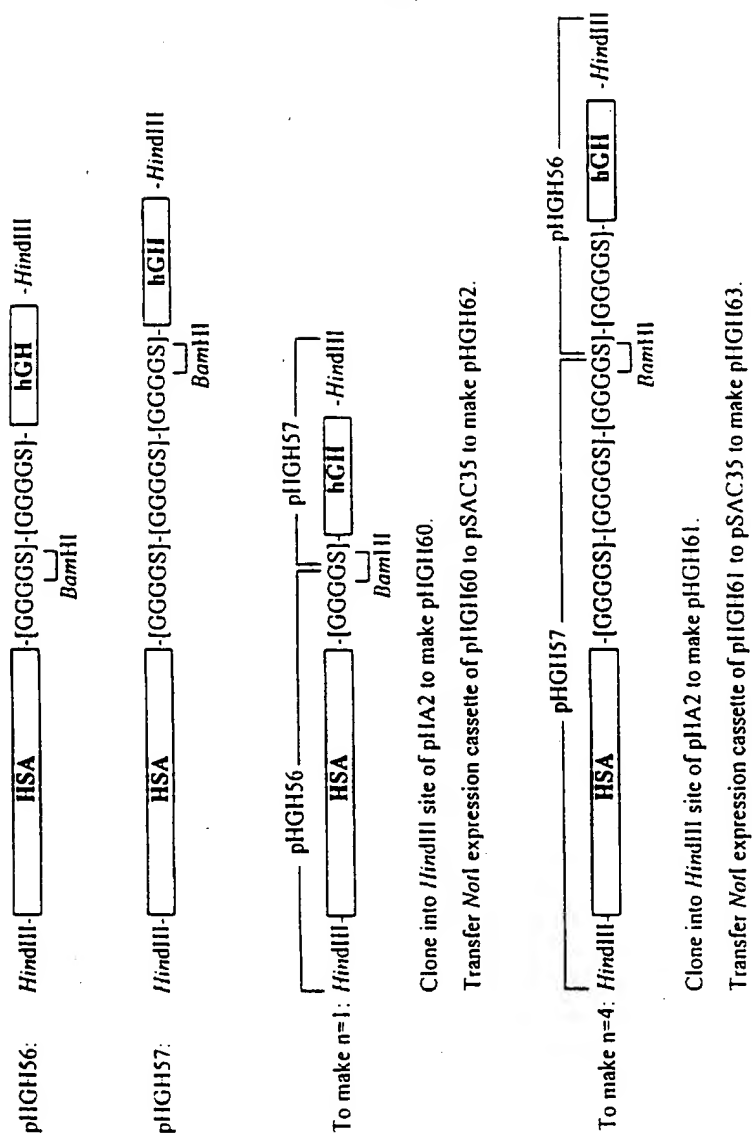 pHGH56: HindIII- HSA -[GGGGS]-[GGGGS]- hGH -HindIII
BamHI
pHGH57: HindIII- HSA -[GGGGS]-[GGGGS]-[GGGGS]- hGH -HindIII
BamHI
pHGH56 pHGH57
To make n=1: HindIII- HSA -[GGGGS]- hGH -HindIII
BamHI
Clone into HindIII site of pHA2 to make pHGH60.
Transfer NotI expression cassette of pHGH60 to pSAC35 to make pHGH62.
pHGH57 pHGH56
To make n=4: HindIII- HSA -[GGGGS]-[GGGGS]-[GGGGS]-[GGGGS]- hGH -HindIII
BamHI
Clone into HindIII site of pHA2 to make pHGH61.
Transfer NotI expression cassette of pHGH61 to pSAC35 to make pHGH63.